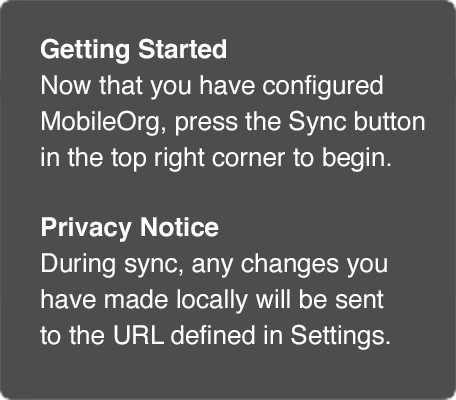 Getting Started
Now that you have configured
MobileOrg, press the Sync button
in the top right corner to begin.
Privacy Notice
During sync, any changes you
have made locally will be sent
to the URL defined in Settings.